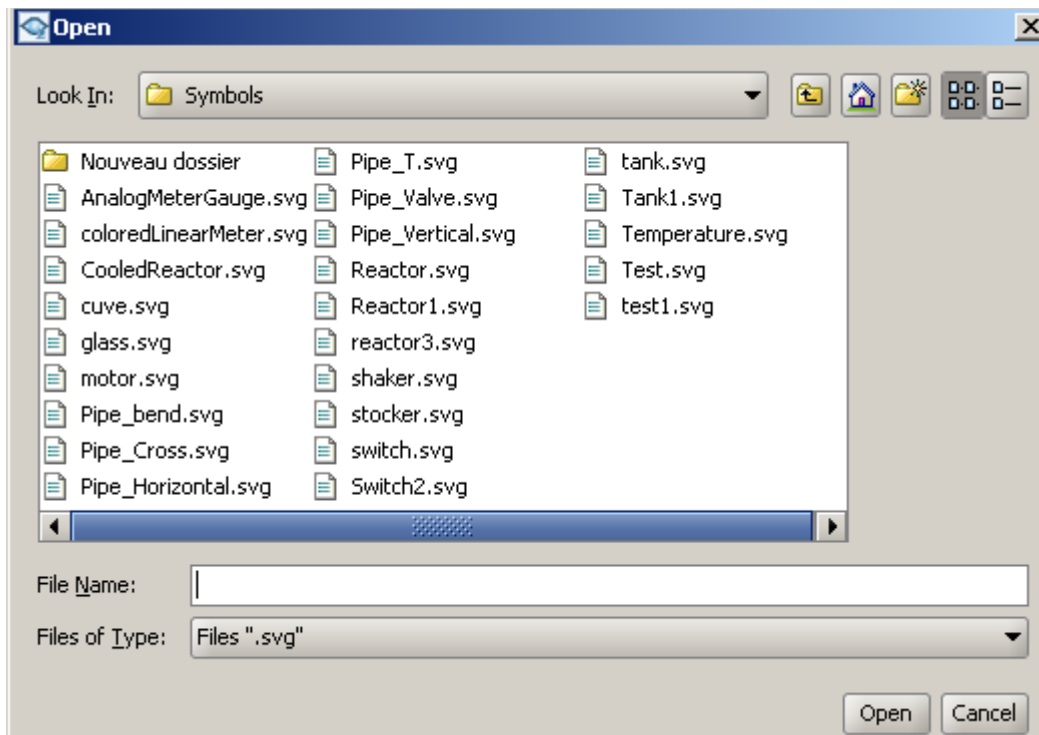 Open
Look In: Symbols
Nouveau dossier
AnalogMeterGauge.svg
coloredLinearMeter.svg
CooledReactor.svg
cuve.svg
glass.svg
motor.svg
Pipe_bend.svg
Pipe_Cross.svg
Pipe_Horizontal.svg
Pipe_T.svg
Pipe_Valve.svg
Pipe_Vertical.svg
Reactor.svg
Reactor1.svg
reactor3.svg
shaker.svg
stocker.svg
switch.svg
Switch2.svg
tank.svg
Tank1.svg
Temperature.svg
Test.svg
test1.svg
File Name:
Files of Type: Files ".svg"
Open Cancel